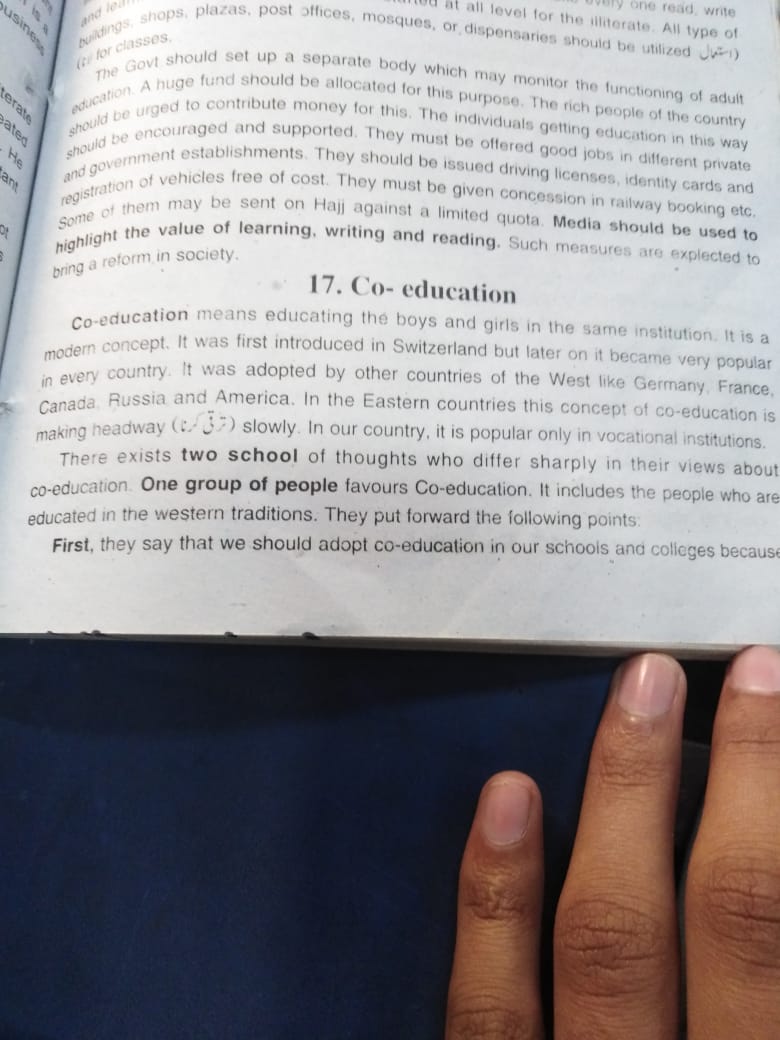 every one read, write
at all level for the illiterate. All type of
buildings, shops, plazas, post offices, mosques, or dispensaries should be utilized (استعمال
کرنا) for classes.
The Govt should set up a separate body which may monitor the functioning of adult
education. A huge fund should be allocated for this purpose. The rich people of the country
should be urged to contribute money for this. The individuals getting education in this way
should be encouraged and supported. They must be offered good jobs in different private
and government establishments. They should be issued driving licenses, identity cards and
registration of vehicles free of cost. They must be given concession in railway booking etc.
Some of them may be sent on Hajj against a limited quota. Media should be used to
highlight the value of learning, writing and reading. Such measures are explected to
bring a reform in society.
17. Co- education
Co-education means educating the boys and girls in the same institution. It is a
modern concept. It was first introduced in Switzerland but later on it became very popular
in every country. It was adopted by other countries of the West like Germany, France,
Canada, Russia and America. In the Eastern countries this concept of co-education is
making headway (ترقی کرنا) slowly. In our country, it is popular only in vocational institutions.
There exists two school of thoughts who differ sharply in their views about
co-education. One group of people favours Co-education. It includes the people who are
educated in the western traditions. They put forward the following points:
First, they say that we should adopt co-education in our schools and colleges because